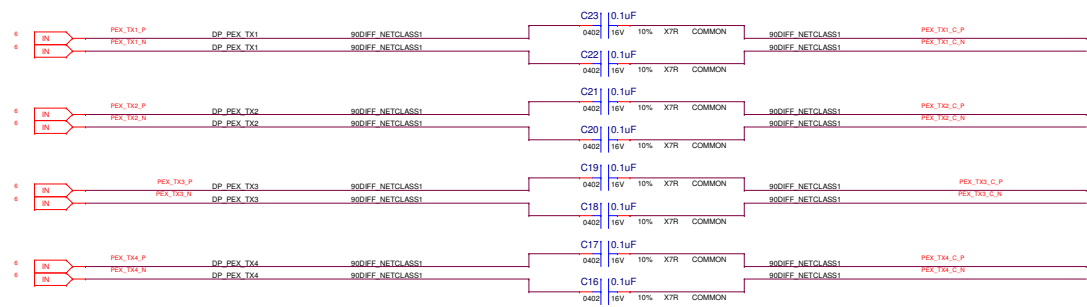 C23 0.1uF
6 IN PEX_TX1_P DP_PEX_TX1 90DIFF_NETCLASS1 0402 16V 10% X7R COMMON 90DIFF_NETCLASS1 PEX_TX1_C_P
6 IN PEX_TX1_N DP_PEX_TX1 90DIFF_NETCLASS1 90DIFF_NETCLASS1 PEX_TX1_C_N
C22 0.1uF
0402 16V 10% X7R COMMON
C21 0.1uF
6 IN PEX_TX2_P DP_PEX_TX2 90DIFF_NETCLASS1 0402 16V 10% X7R COMMON 90DIFF_NETCLASS1 PEX_TX2_C_P
6 IN PEX_TX2_N DP_PEX_TX2 90DIFF_NETCLASS1 90DIFF_NETCLASS1 PEX_TX2_C_N
C20 0.1uF
0402 16V 10% X7R COMMON
C19 0.1uF
6 IN PEX_TX3_P DP_PEX_TX3 90DIFF_NETCLASS1 0402 16V 10% X7R COMMON 90DIFF_NETCLASS1 PEX_TX3_C_P
6 IN PEX_TX3_N DP_PEX_TX3 90DIFF_NETCLASS1 90DIFF_NETCLASS1 PEX_TX3_C_N
C18 0.1uF
0402 16V 10% X7R COMMON
C17 0.1uF
6 IN PEX_TX4_P DP_PEX_TX4 90DIFF_NETCLASS1 0402 16V 10% X7R COMMON 90DIFF_NETCLASS1 PEX_TX4_C_P
6 IN PEX_TX4_N DP_PEX_TX4 90DIFF_NETCLASS1 90DIFF_NETCLASS1 PEX_TX4_C_N
C16 0.1uF
0402 16V 10% X7R COMMON